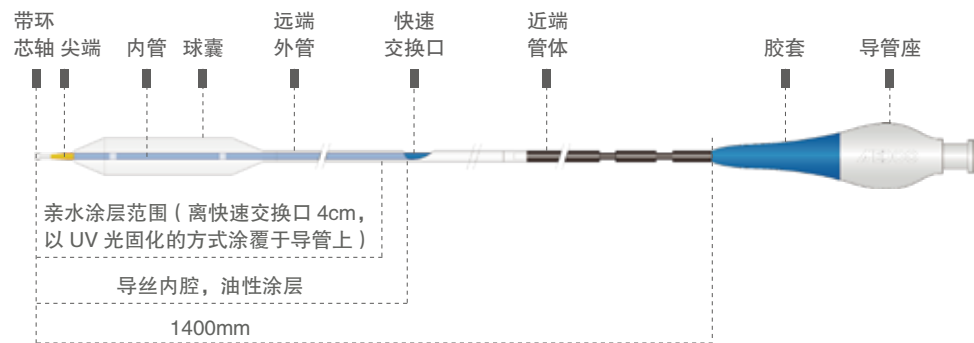 带环
芯轴
尖端
内管
球囊
远端
外管
快速
交换口
近端
管体
胶套
导管座
亲水涂层范围（离快速交换口 4cm，
以 UV 光固化的方式涂覆于导管上）
导丝内腔，油性涂层
1400mm